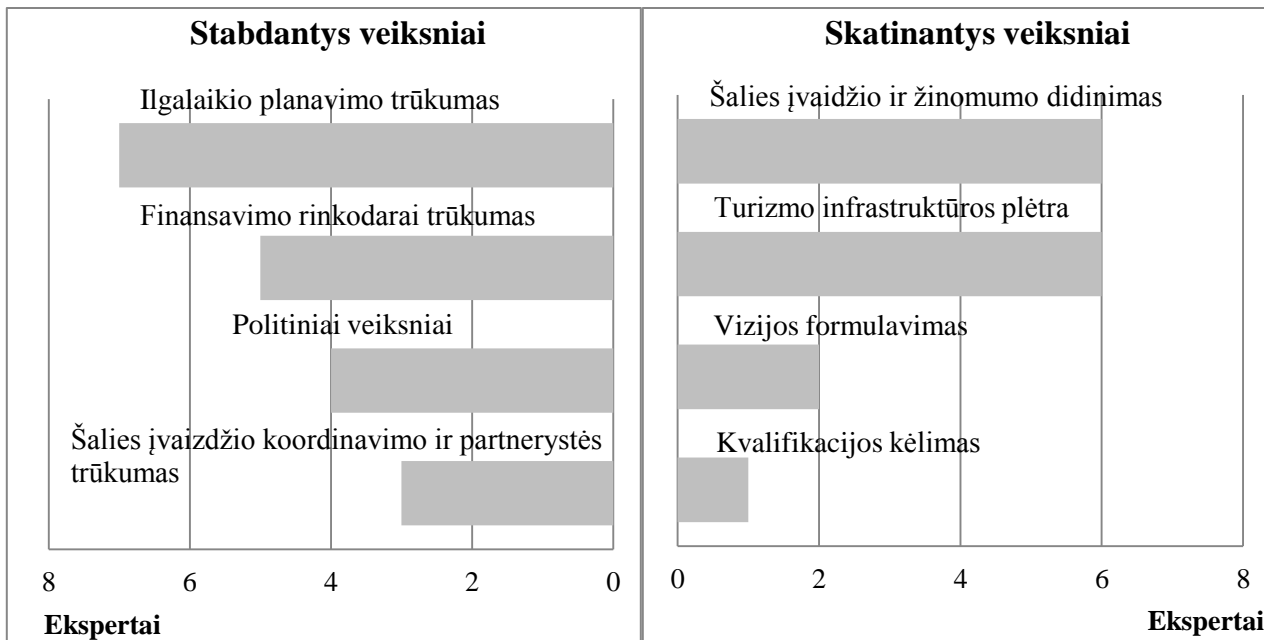 Stabdantys veiksniai
Ilgalaikio planavimo trūkumas
Finansavimo rinkodarai trūkumas
Politiniai veiksniai
Šalies įvaizdžio koordinavimo ir partnerystės
trūkumas
8 6 4 2 0
Ekspertai
Skatinantys veiksniai
Šalies įvaidžio ir žinomumo didinimas
Turizmo infrastruktūros plėtra
Vizijos formulavimas
Kvalifikacijos kėlimas
0 2 4 6 8
Ekspertai